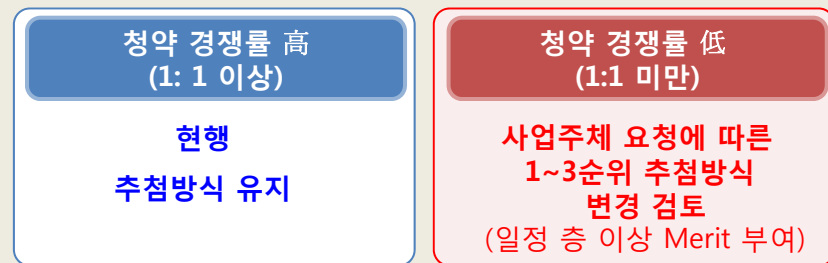 청약 경쟁률 高
(1: 1 이상)
현행
추첨방식 유지
청약 경쟁률 低
(1:1 미만)
사업주체 요청에 따른
1~3순위 추첨방식
변경 검토
(일정 층 이상 Merit 부여)